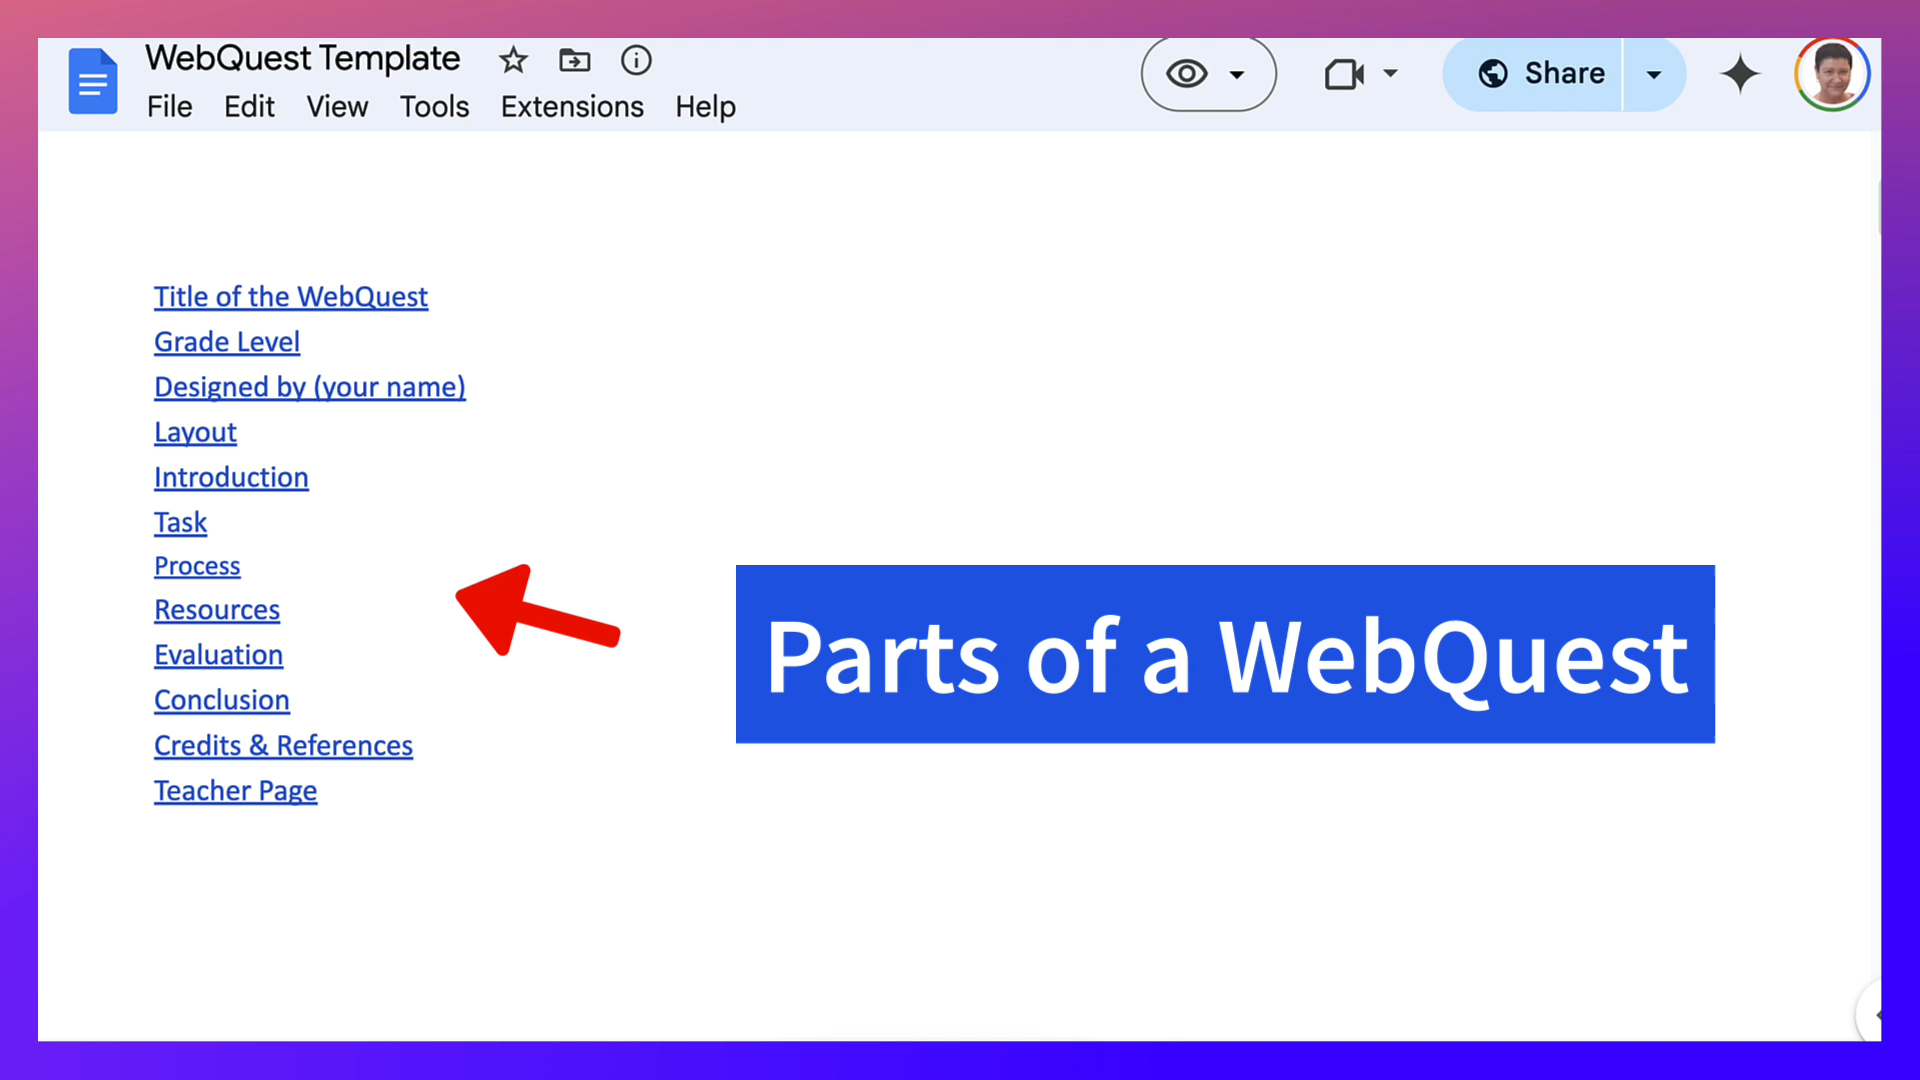 WebQuest Template
File Edit View Tools Extensions Help
Share
Title of the WebQuest
Grade Level
Designed by (your name)
Layout
Introduction
Task
Process
Resources
Evaluation
Conclusion
Credits & References
Teacher Page
Parts of a WebQuest